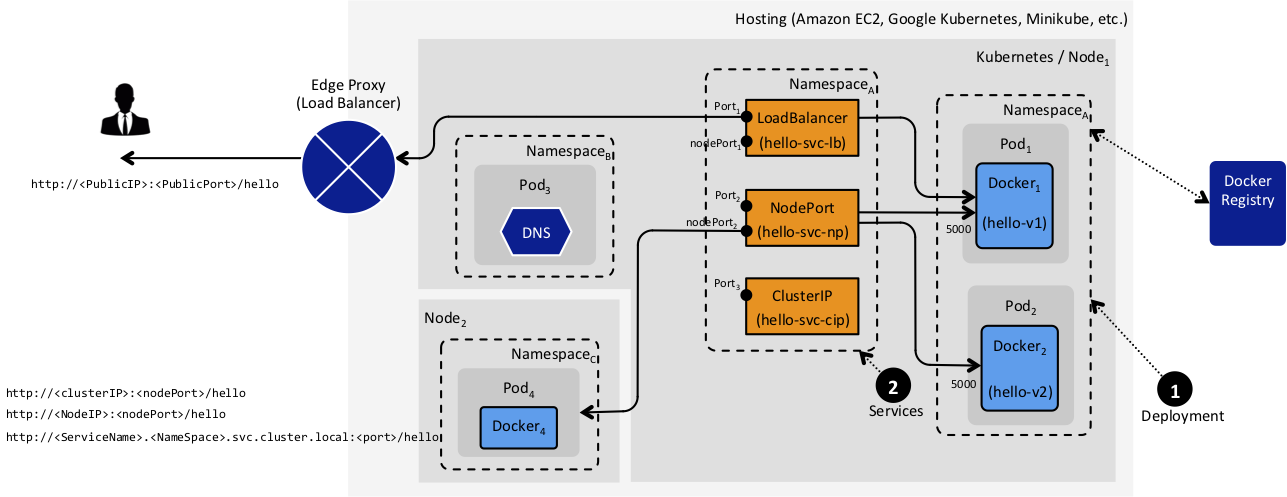 Hosting (Amazon EC2, Google Kubernetes, Minikube, etc.)
Kubernetes / Node1
Edge Proxy
(Load Balancer)
http://<PublicIP>:<PublicPort>/hello
NamespaceB
Pod3
DNS
NamespaceA
Port1
nodePort1
LoadBalancer
(hello-svc-lb)
Port2
nodePort2
NodePort
(hello-svc-np)
Port3
ClusterIP
(hello-svc-cip)
NamespaceA
Pod1
Docker1
(hello-v1)
5000
Pod2
Docker2
(hello-v2)
5000
Docker
Registry
Node2
NamespaceC
Pod4
Docker4
2
Services
1
Deployment
http://<clusterIP>:<nodePort>/hello
http://<NodeIP>:<nodePort>/hello
http://<ServiceName>.<NameSpace>.svc.cluster.local:<port>/hello